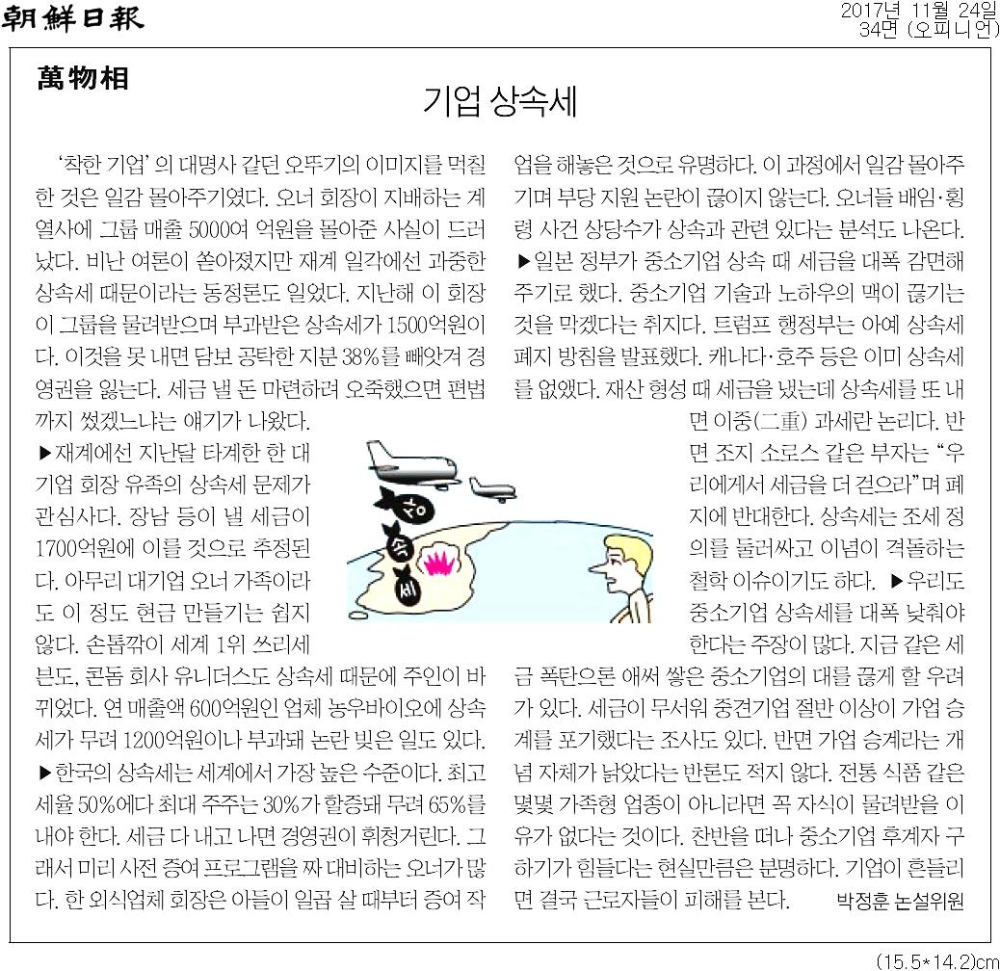 朝鮮日報
2017년 11월 24일
34면 (오피니언)
萬物相
기업 상속세
‘착한 기업’ 의 대명사 같던 오뚜기의 이미지를 먹칠
한 것은 일감 몰아주기였다. 오너 회장이 지배하는 계
열사에 그룹 매출 5000여 억원을 몰아준 사실이 드러
났다. 비난 여론이 쏟아졌지만 재계 일각에선 과중한
상속세 때문이라는 동정론도 일었다. 지난해 이 회장
이 그룹을 물려받으며 부과받은 상속세가 1500억원이
다. 이것을 못 내면 담보 공탁한 지분 38%를 빼앗겨 경
영권을 잃는다. 세금 낼 돈 마련하려 오죽했으면 편법
까지 썼겠느냐는 얘기가 나왔다.
▶재계에선 지난달 타계한 한 대
기업 회장 유족의 상속세 문제가
관심사다. 장남 등이 낼 세금이
1700억원에 이를 것으로 추정된
다. 아무리 대기업 오너 가족이라
도 이 정도 현금 만들기는 쉽지
않다. 손톱깎이 세계 1위 쓰리세
븐도, 콘돔 회사 유니더스도 상속세 때문에 주인이 바
뀌었다. 연 매출액 600억원인 업체 농우바이오에 상속
세가 무려 1200억원이나 부과돼 논란 빚은 일도 있다.
▶한국의 상속세는 세계에서 가장 높은 수준이다. 최고
세율 50%에다 최대 주주는 30%가 할증돼 무려 65%를
내야 한다. 세금 다 내고 나면 경영권이 휘청거린다. 그
래서 미리 사전 증여 프로그램을 짜 대비하는 오너가 많
다. 한 외식업체 회장은 아들이 일곱 살 때부터 증여 작
업을 해놓은 것으로 유명하다. 이 과정에서 일감 몰아주
기며 부당 지원 논란이 끊이지 않는다. 오너들 배임·횡
령 사건 상당수가 상속과 관련 있다는 분석도 나온다.
▶일본 정부가 중소기업 상속 때 세금을 대폭 감면해
주기로 했다. 중소기업 기술과 노하우의 맥이 끊기는
것을 막겠다는 취지다. 트럼프 행정부는 아예 상속세
폐지 방침을 발표했다. 캐나다·호주 등은 이미 상속세
를 없앴다. 재산 형성 때 세금을 냈는데 상속세를 또 내
면 이중(二重) 과세란 논리다. 반
면 조지 소로스 같은 부자는 “우
리에게서 세금을 더 걷으라”며 폐
지에 반대한다. 상속세는 조세 정
의를 둘러싸고 이념이 격돌하는
철학 이슈이기도 하다. ▶우리도
중소기업 상속세를 대폭 낮춰야
한다는 주장이 많다. 지금 같은 세
금 폭탄으론 애써 쌓은 중소기업의 대를 끊게 할 우려
가 있다. 세금이 무서워 중견기업 절반 이상이 가업 승
계를 포기했다는 조사도 있다. 반면 가업 승계라는 개
념 자체가 낡았다는 반론도 적지 않다. 전통 식품 같은
몇몇 가족형 업종이 아니라면 꼭 자식이 물려받을 이
유가 없다는 것이다. 찬반을 떠나 중소기업 후계자 구
하기가 힘들다는 현실만큼은 분명하다. 기업이 흔들리
면 결국 근로자들이 피해를 본다.
박정훈 논설위원
상
속
세
(15.5*14.2)cm